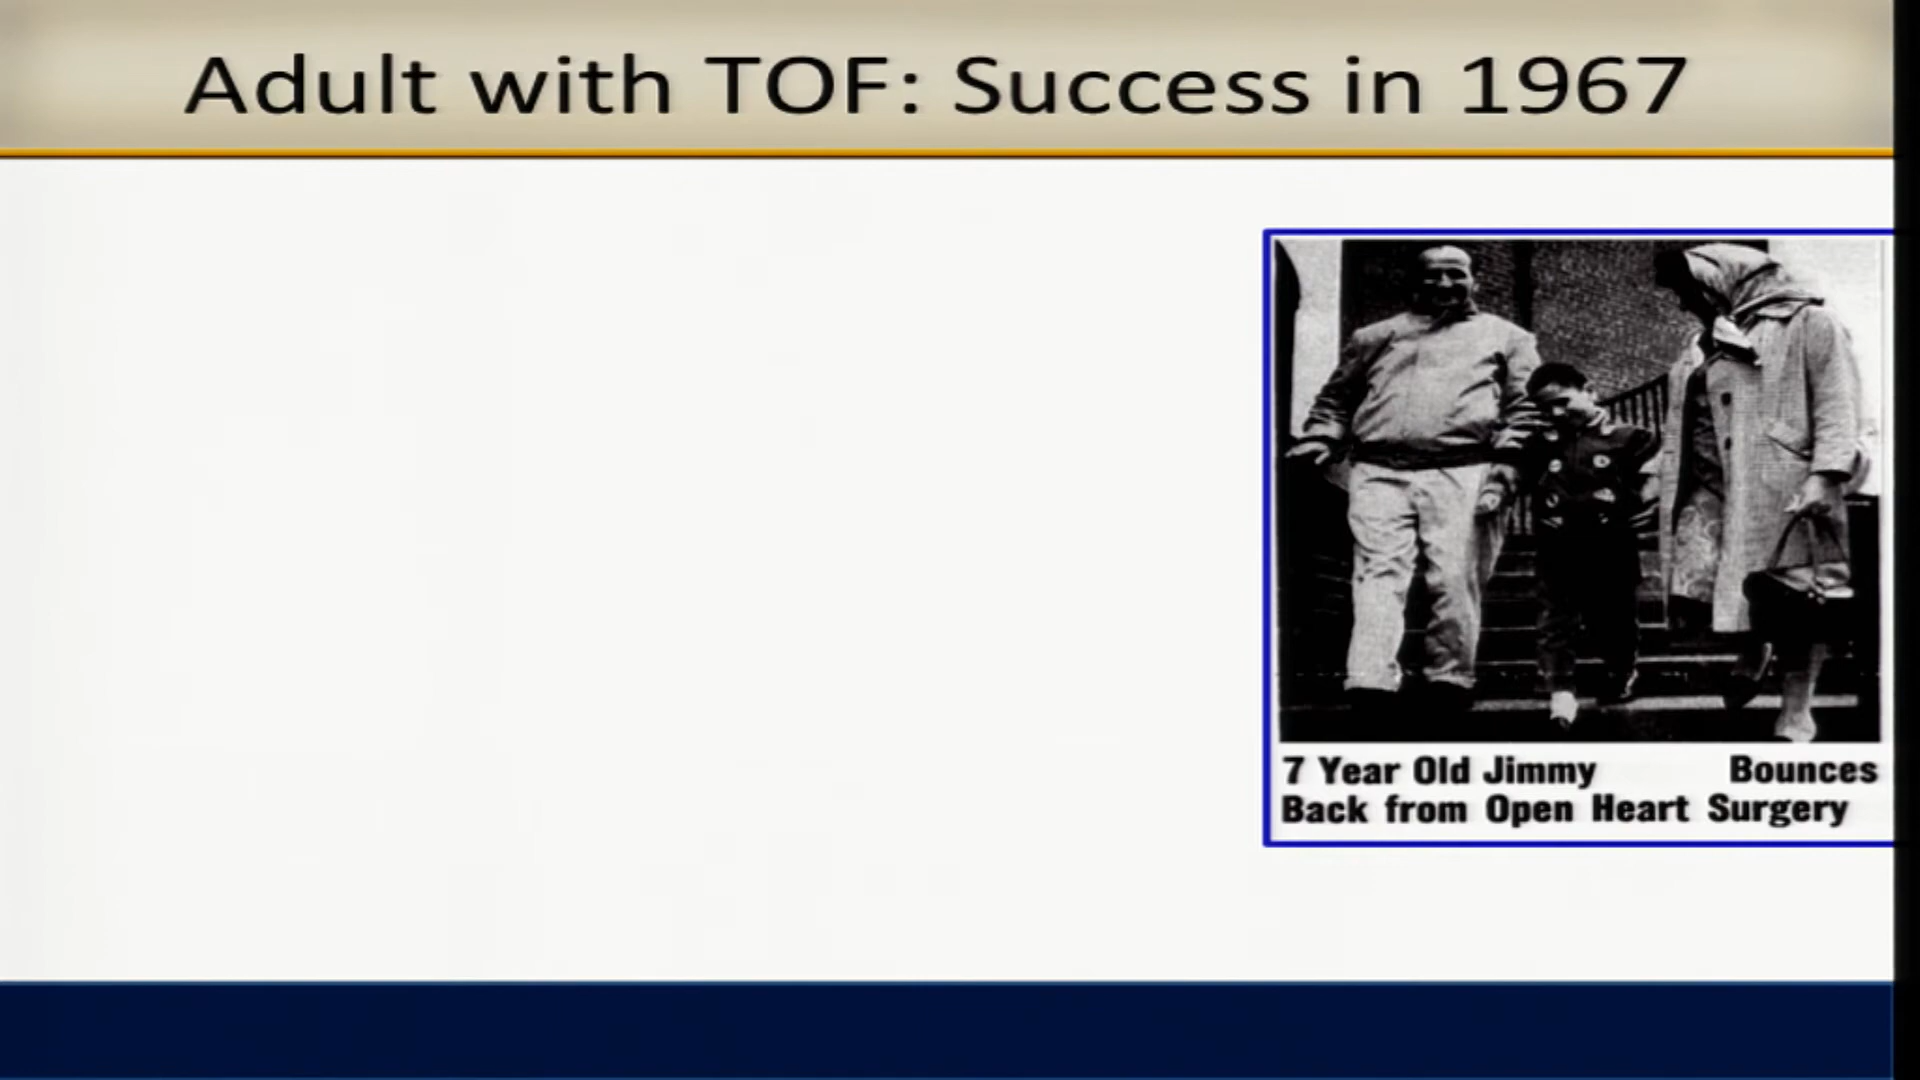 Adult with TOF: Success in 1967
7 Year Old Jimmy Bounces
Back from Open Heart Surgery